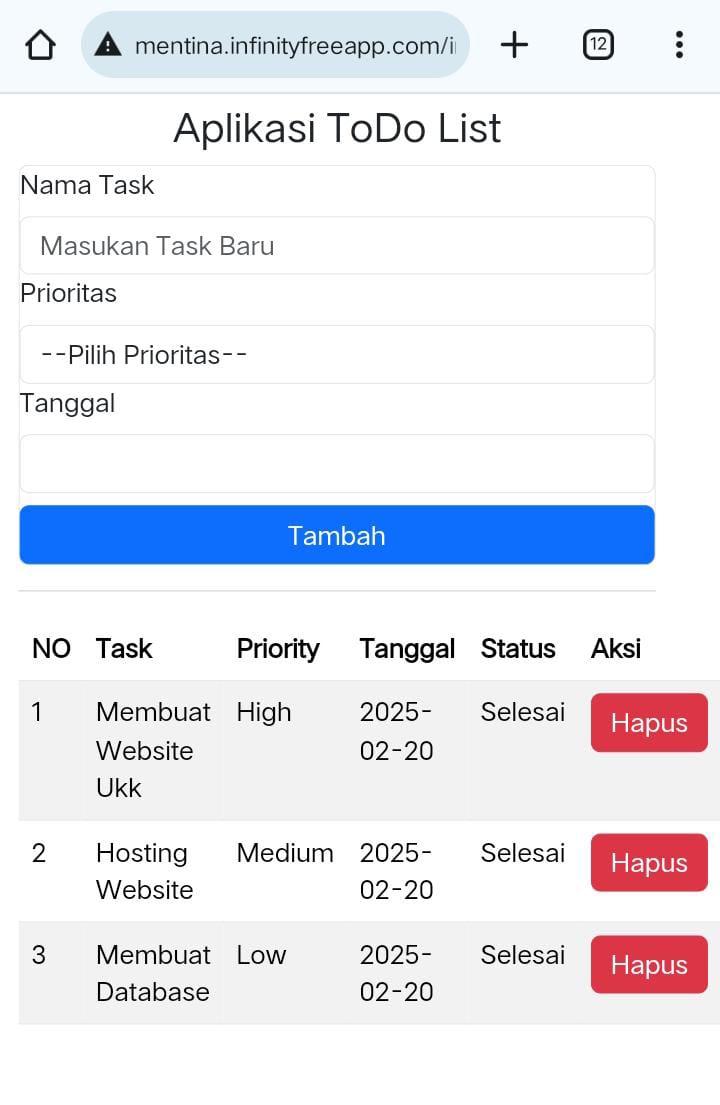 mentina.infinityfreeapp.com/i
12
Aplikasi ToDo List
Nama Task
Masukan Task Baru
Prioritas
--Pilih Prioritas--
Tanggal
Tambah
NO Task Priority Tanggal Status Aksi
1 Membuat High 2025- Selesai Hapus
Website 02-20
Ukk
2 Hosting Medium 2025- Selesai Hapus
Website 02-20
3 Membuat Low 2025- Selesai Hapus
Database 02-20